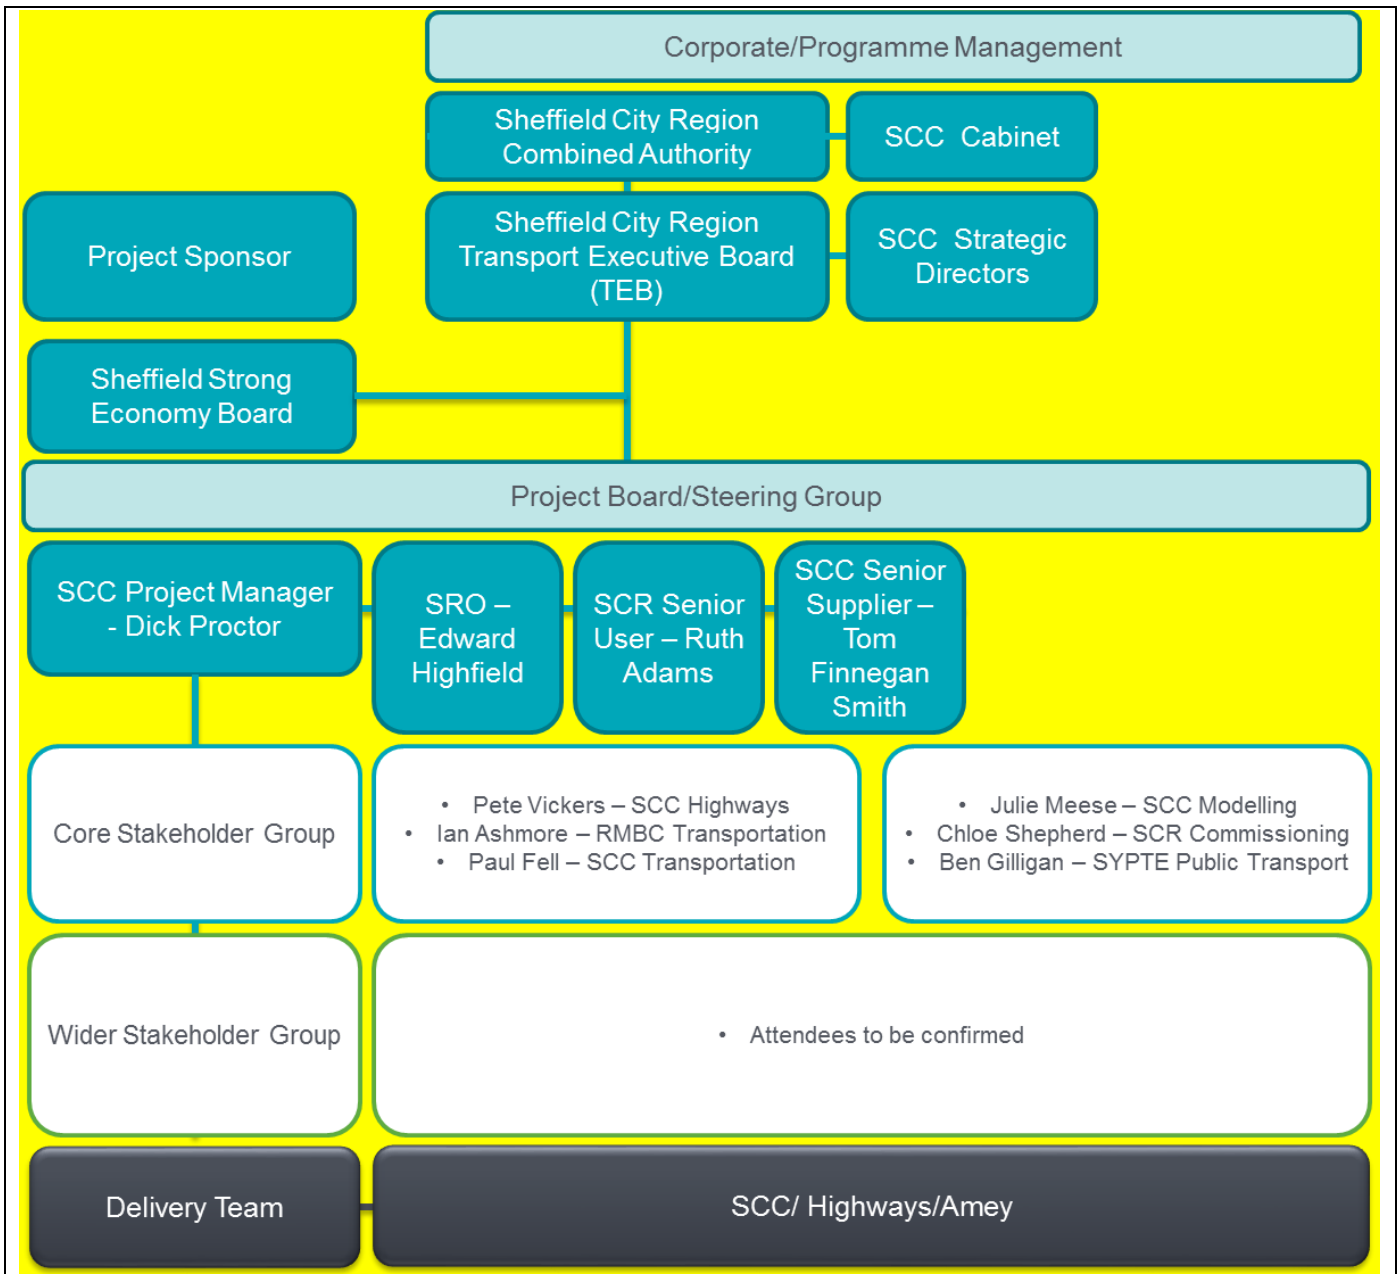 Corporate/Programme Management
Sheffield City Region
Combined Authority
SCC Cabinet
Project Sponsor
Sheffield City Region
Transport Executive Board
(TEB)
SCC Strategic
Directors
Sheffield Strong
Economy Board
Project Board/Steering Group
SCC Project Manager
- Dick Proctor
SRO –
Edward
Highfield
SCR Senior
User – Ruth
Adams
SCC Senior
Supplier –
Tom
Finnegan
Smith
Core Stakeholder Group
• Pete Vickers – SCC Highways
• Ian Ashmore – RMBC Transportation
• Paul Fell – SCC Transportation
• Julie Meese – SCC Modelling
• Chloe Shepherd – SCR Commissioning
• Ben Gilligan – SYPTE Public Transport
Wider Stakeholder Group
• Attendees to be confirmed
Delivery Team
SCC/ Highways/Amey